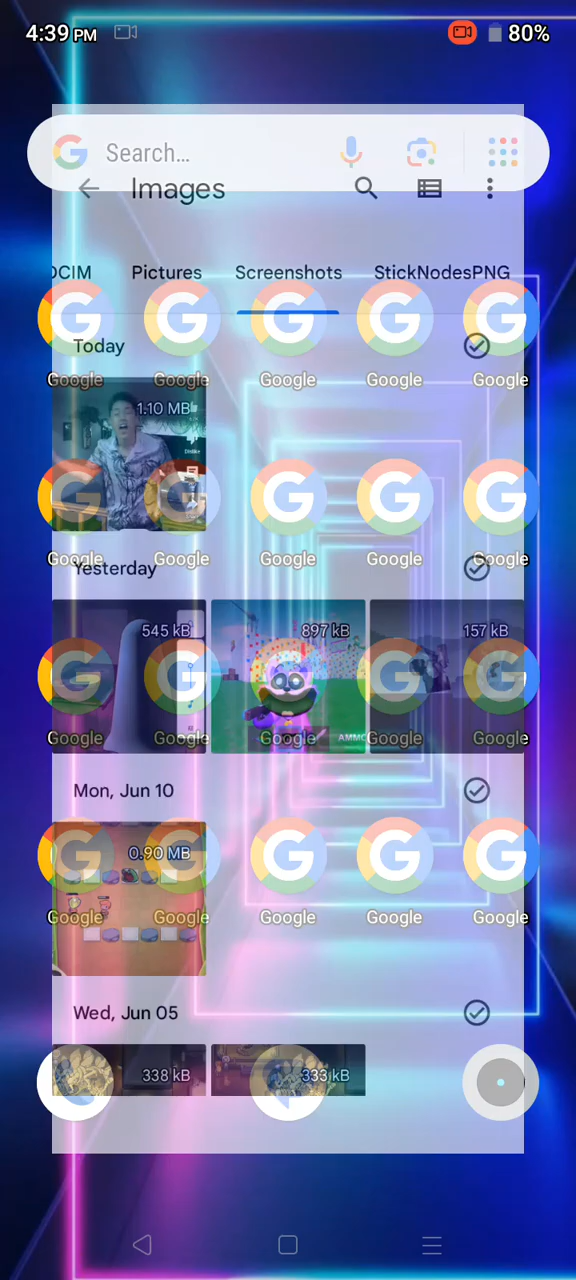 4:39 PM 80%
Search...
Images
DCIM Pictures Screenshots StickNodesPNG
Today
Google Google Google Google Google
1.10 MB
Dislike
Google Google Google Google Google
Yesterday
545 kB 897 kB 157 kB
AMMO
Google Google Google Google Google
Mon, Jun 10
0.90 MB
Google Google Google Google Google
Wed, Jun 05
338 kB 333 kB